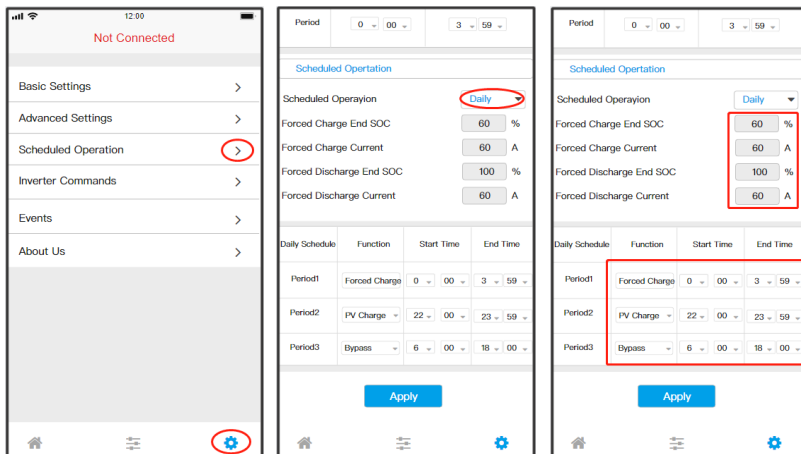 12:00
Not Connected
Basic Settings
Advanced Settings
Scheduled Operation
Inverter Commands
Events
About Us
Period 0 00 3 59
Scheduled Opertation
Scheduled Operayion Daily
Forced Charge End SOC 60 %
Forced Charge Current 60 A
Forced Discharge End SOC 100 %
Forced Discharge Current 60 A
Daily Schedule Function Start Time End Time
Period1 Forced Charge 0 00 3 59
Period2 PV Charge 22 00 23 59
Period3 Bypass 6 00 18 00
Apply
Period 0 00 3 59
Scheduled Opertation
Scheduled Operayion Daily
Forced Charge End SOC 60 %
Forced Charge Current 60 A
Forced Discharge End SOC 100 %
Forced Discharge Current 60 A
Daily Schedule Function Start Time End Time
Period1 Forced Charge 0 00 3 59
Period2 PV Charge 22 00 23 59
Period3 Bypass 6 00 18 00
Apply